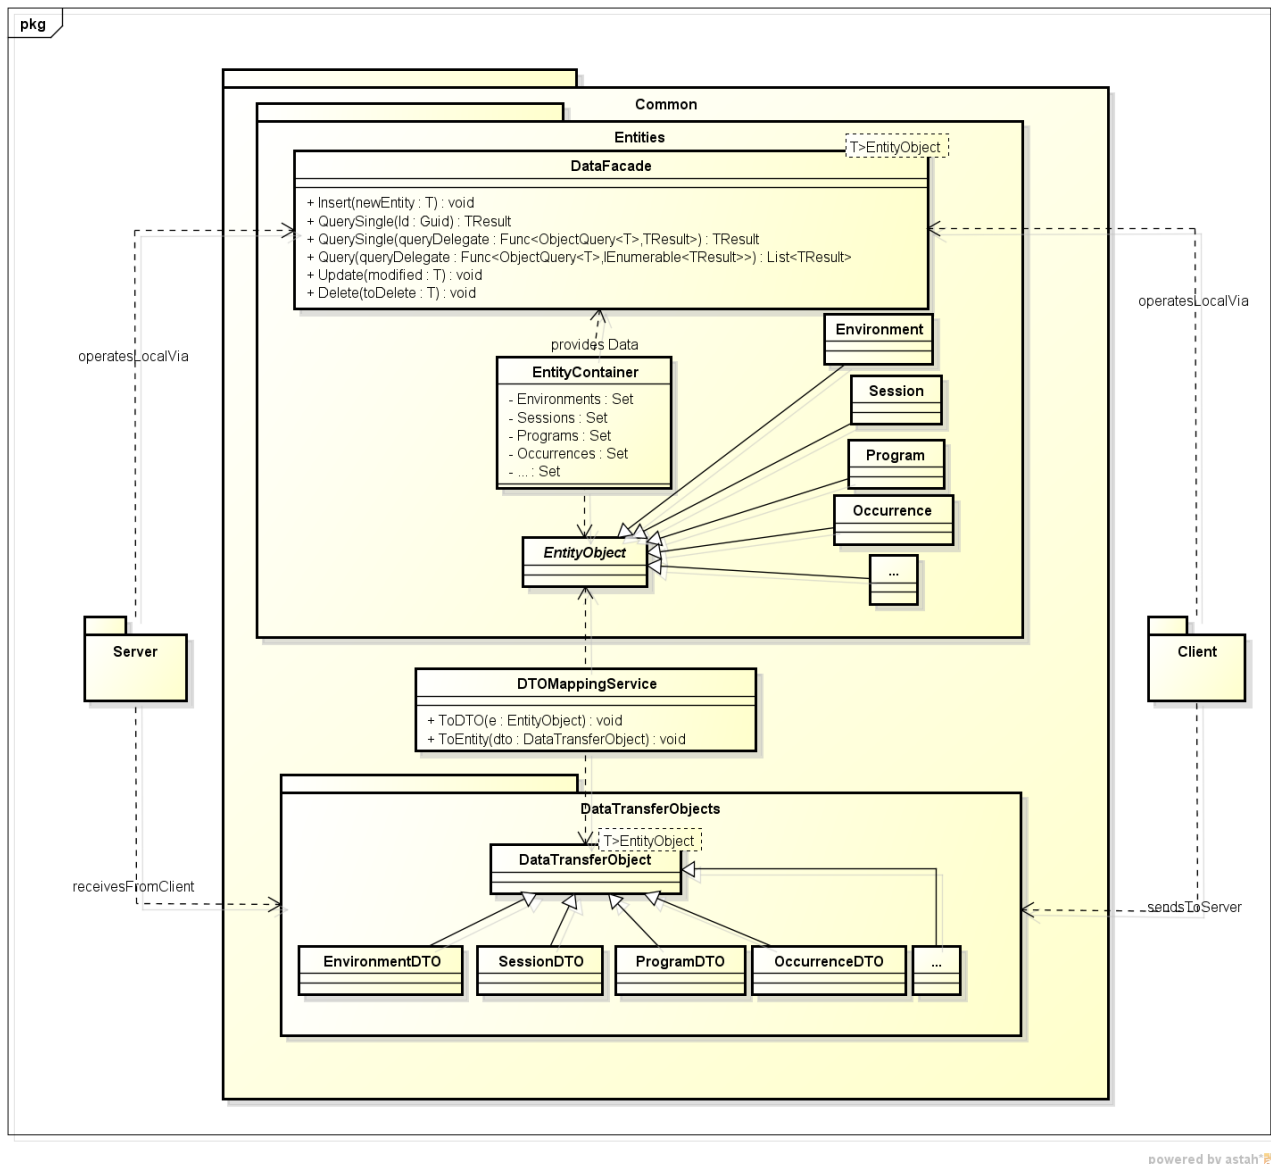 pkg
Common
Entities
T>EntityObject
DataFacade
+ Insert(newEntity : T) : void
+ QuerySingle(Id : Guid) : TResult
+ QuerySingle(queryDelegate : Func<ObjectQuery<T>,TResult>) : TResult
+ Query(queryDelegate : Func<ObjectQuery<T>,IEnumerable<TResult>>) : List<TResult>
+ Update(modified : T) : void
+ Delete(toDelete : T) : void
operatesLocalVia
operatesLocalVia
provides Data
Environment
EntityContainer
- Environments : Set
- Sessions : Set
- Programs : Set
- Occurrences : Set
- ... : Set
Session
Program
Occurrence
EntityObject
...
Server
Client
DTOMappingService
+ ToDTO(e : EntityObject) : void
+ ToEntity(dto : DataTransferObject) : void
DataTransferObjects
T>EntityObject
DataTransferObject
receivesFromClient
sendsToServer
EnvironmentDTO
SessionDTO
ProgramDTO
OccurrenceDTO
...
powered by astah*